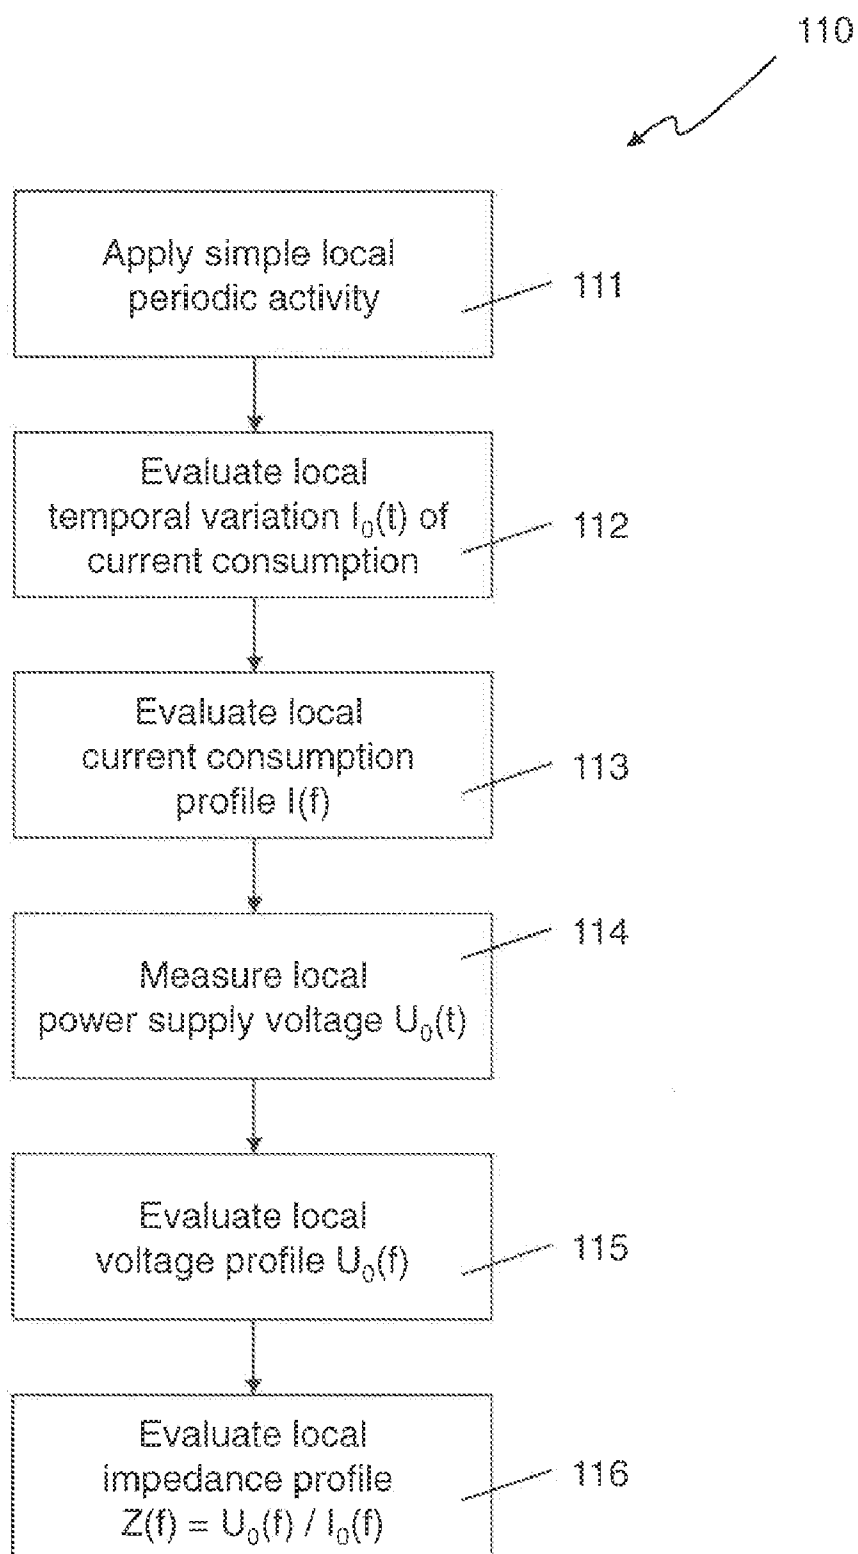 110
Apply simple local
periodic activity
111
Evaluate local
temporal variation I₀(t) of
current consumption
112
Evaluate local
current consumption
profile I(f)
113
Measure local
power supply voltage U₀(t)
114
Evaluate local
voltage profile U₀(f)
115
Evaluate local
impedance profile
Z(f) = U₀(f) / I₀(f)
116